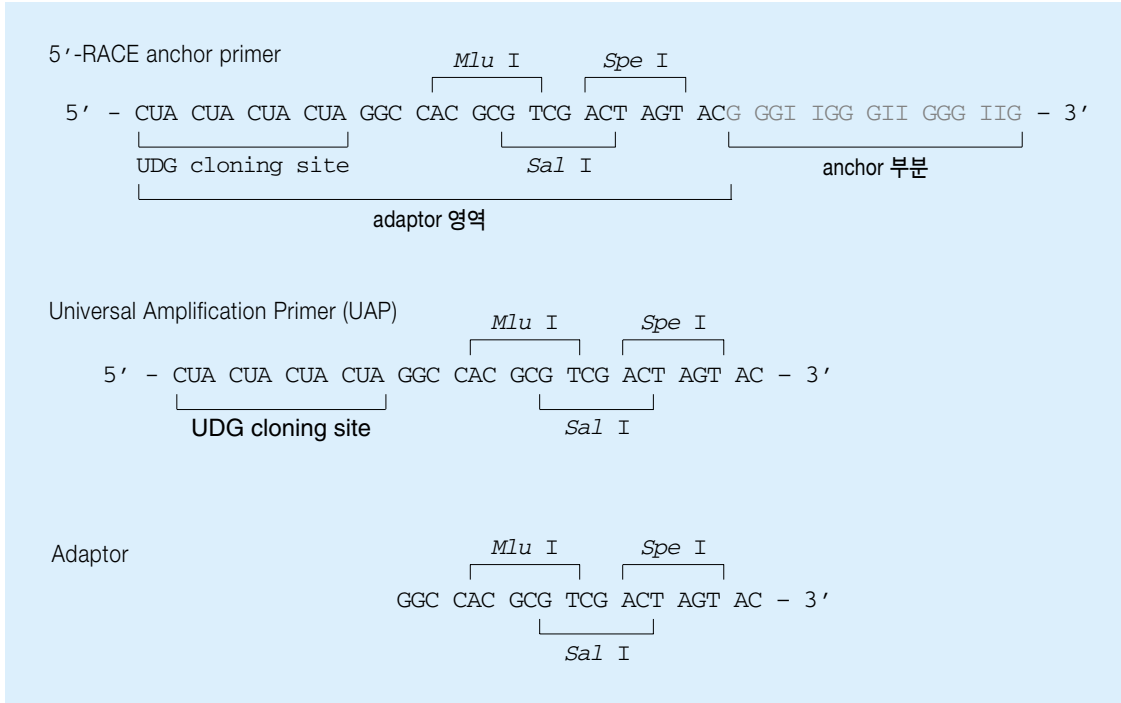 5′-RACE anchor primer
Mlu I Spe I
5′ – CUA CUA CUA CUA GGC CAC GCG TCG ACT AGT ACG GGI IGG GII GGG IIG – 3′
UDG cloning site Sal I anchor 부분
adaptor 영역
Universal Amplification Primer (UAP)
Mlu I Spe I
5′ – CUA CUA CUA CUA GGC CAC GCG TCG ACT AGT AC – 3′
UDG cloning site Sal I
Adaptor
Mlu I Spe I
GGC CAC GCG TCG ACT AGT AC – 3′
Sal I